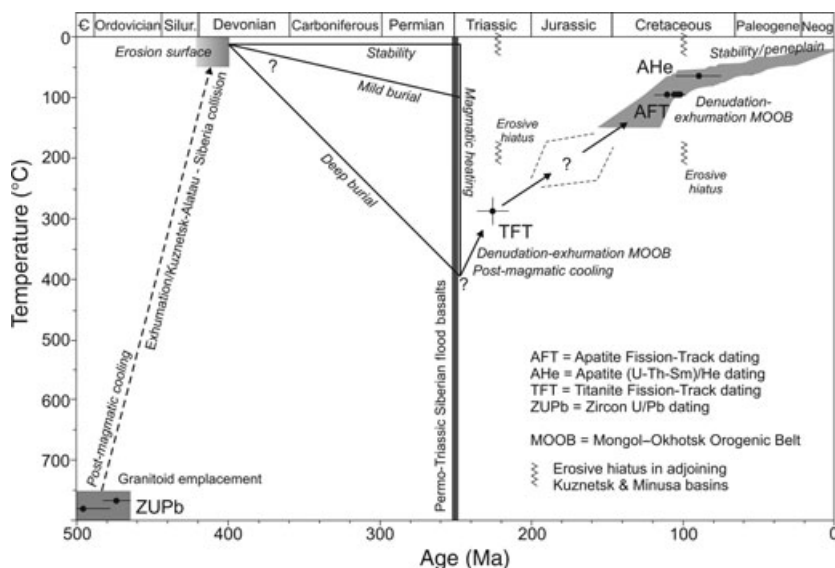 Є Ordovician Silur. Devonian Carboniferous Permian Triassic Jurassic Cretaceous Paleogene Neog.
0
100
200
300
400
500
600
700
Temperature (°C)
Erosion surface
Stability
?
Mild burial
Deep burial
Magmatic heating
Exhumation/Kuznetsk-Alatau - Siberia collision
Post-magmatic cooling
Granitoid emplacement
ZUPb
Permo-Triassic Siberian flood basalts
?
TFT
Denudation-exhumation MOOB
Post-magmatic cooling
?
Erosive
hiatus
Erosive
hiatus
AHe
AFT
Stability/peneplain
Denudation-
exhumation MOOB
AFT = Apatite Fission-Track dating
AHe = Apatite (U-Th-Sm)/He dating
TFT = Titanite Fission-Track dating
ZUPb = Zircon U/Pb dating
MOOB = Mongol–Okhotsk Orogenic Belt
Erosive hiatus in adjoining
Kuznetsk & Minusa basins
500 400 300 200 100 0
Age (Ma)